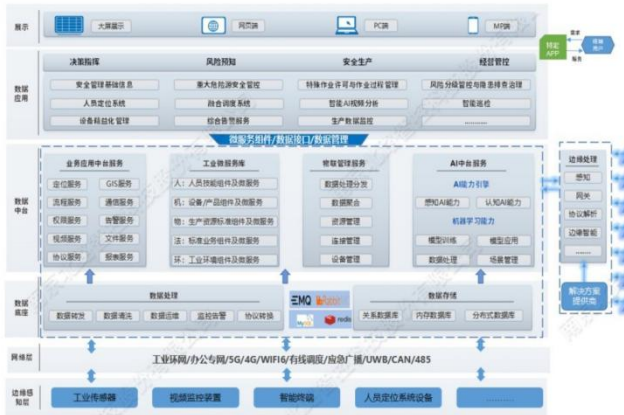 展示
大屏展示
网页端
PC端
M端
特定
APP
需求
服务
终端
用户
数据
应用
决策指挥
风险预知
安全生产
经营管控
安全管理基础信息
重大危险源安全管控
特殊作业许可与作业过程管理
风险分级管控与隐患排查治理
人员定位系统
融合调度系统
智能AI视频分析
智能巡检
设备精益化管理
综合告警服务
生产数据监控
............
微服务组件/数据接口/数据管理
数据
中台
业务应用中台服务
工业微服务库
物联管理服务
AI中台服务
定位服务
GIS服务
流程服务
通信服务
权限服务
告警服务
视频服务
文件服务
协议服务
报表服务
人：人员技能组件及微服务
机：设备/产品组件及微服务
物：生产资源标准组件及微服务
法：标准业务组件及微服务
环：工业环境组件及微服务
数据处理分发
数据聚合
资源管理
连接管理
设备管理
AI能力引擎
感知AI能力
认知AI能力
机器学习能力
模型训练
模型应用
数据处理
场景管理
边缘处理
感知
网关
协议解析
边缘智能
........
解决方案
提供商
数据
底座
数据处理
数据转发
数据清洗
数据运维
监控告警
协议转换
EMQ
MySQL
redis
数据存储
关系数据库
内存数据库
分布式数据库
网络层
工业环网/办公专网/5G/4G/WIFI6/有线调度/应急广播/UWB/CAN/485
边缘感
知层
工业传感器
视频监控装置
智能终端
人员定位系统设备
............